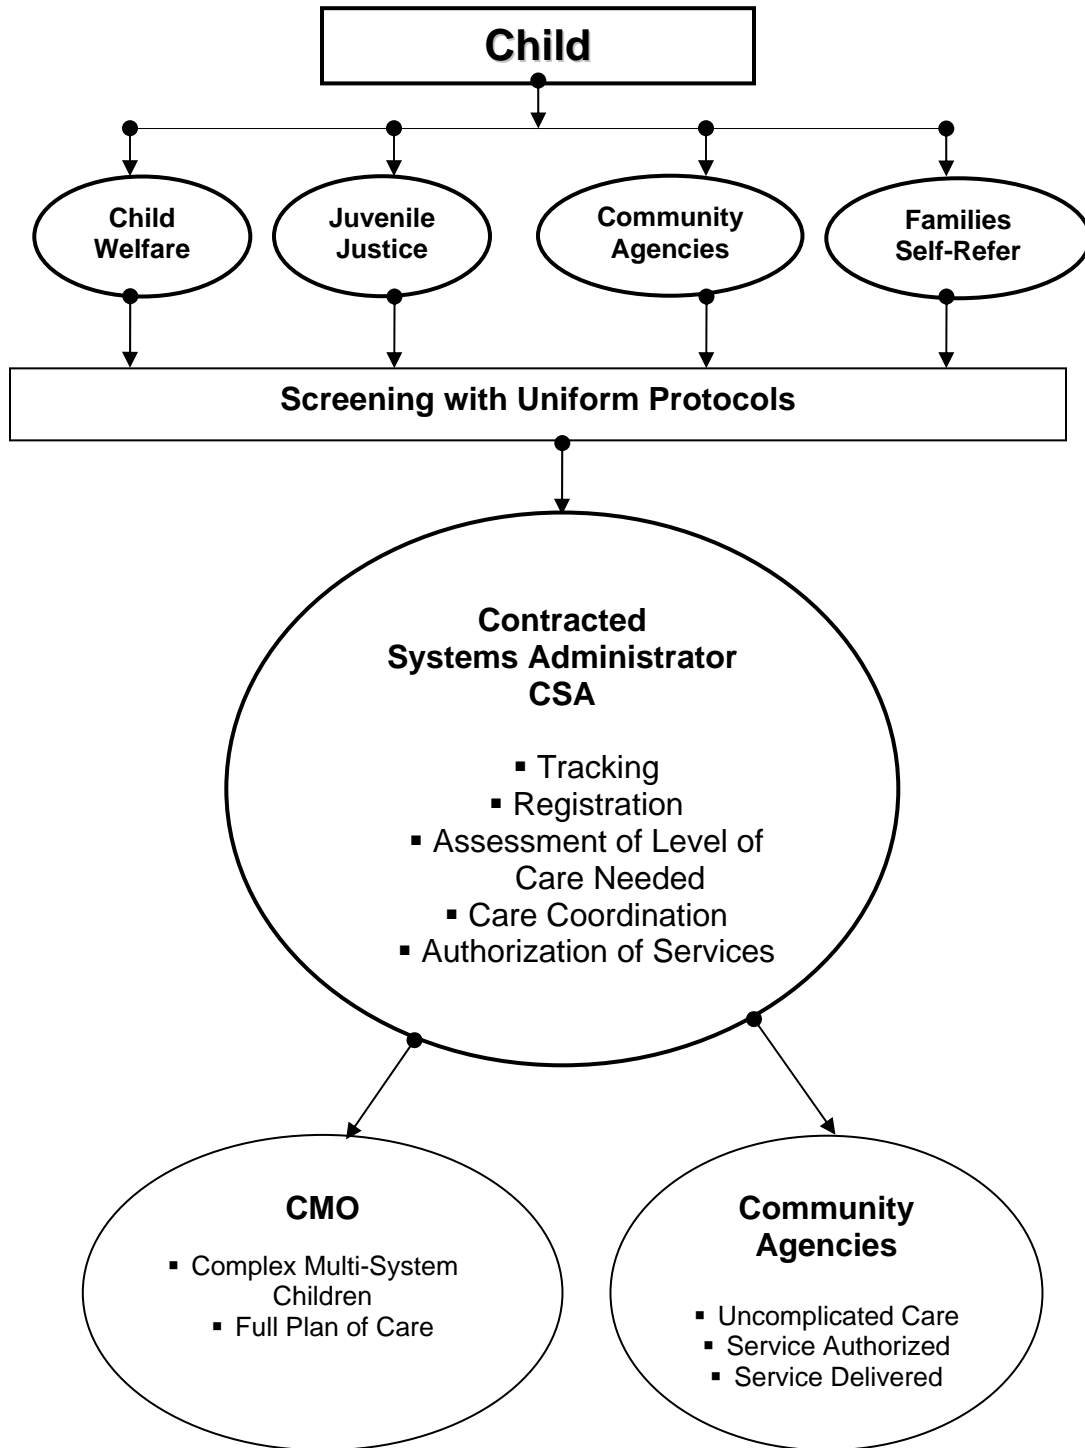 Child
Child
Welfare
Juvenile
Justice
Community
Agencies
Families
Self-Refer
Screening with Uniform Protocols
Contracted
Systems Administrator
CSA
▪ Tracking
▪ Registration
▪ Assessment of Level of
Care Needed
▪ Care Coordination
▪ Authorization of Services
CMO
▪ Complex Multi-System
Children
▪ Full Plan of Care
Community
Agencies
▪ Uncomplicated Care
▪ Service Authorized
▪ Service Delivered